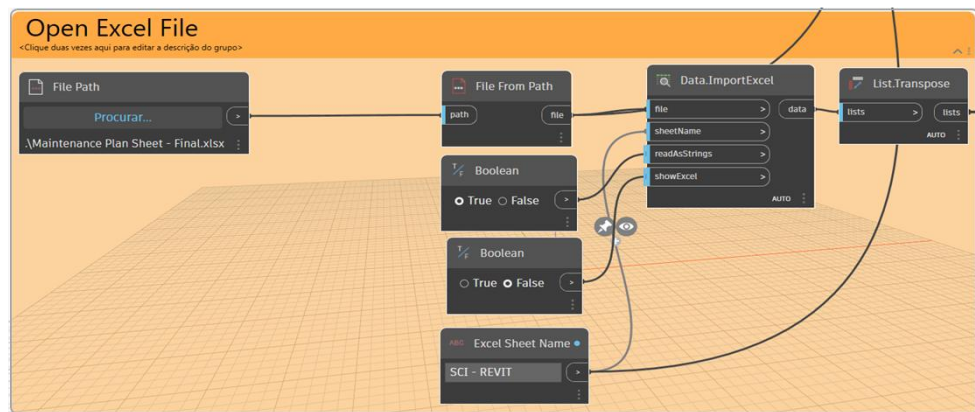 Open Excel File
<Clique duas vezes aqui para editar a descrição do grupo>
File Path
Procurar...
>
.\Maintenance Plan Sheet - Final.xlsx
File From Path
path
file
T/F Boolean
True False
>
T/F Boolean
True False
>
ABC Excel Sheet Name
SCI - REVIT
>
Data.ImportExcel
file >
data
sheetName >
readAsStrings >
showExcel >
AUTO
List.Transpose
lists >
lists
AUTO